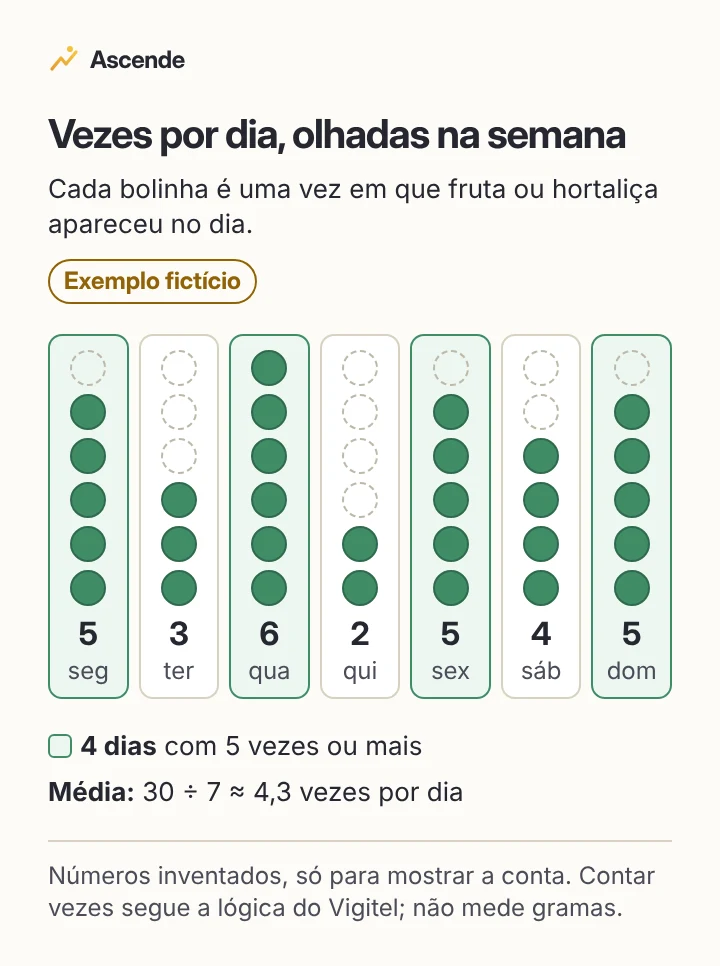 Ascende
Vezes por dia, olhadas na semana
Cada bolinha é uma vez em que fruta ou hortaliça
apareceu no dia.
Exemplo fictício
5 3 6 2 5 4 5
seg ter qua qui sex sáb dom
4 dias com 5 vezes ou mais
Média: 30 ÷ 7 ≈ 4,3 vezes por dia
Números inventados, só para mostrar a conta. Contar
vezes segue a lógica do Vigitel; não mede gramas.